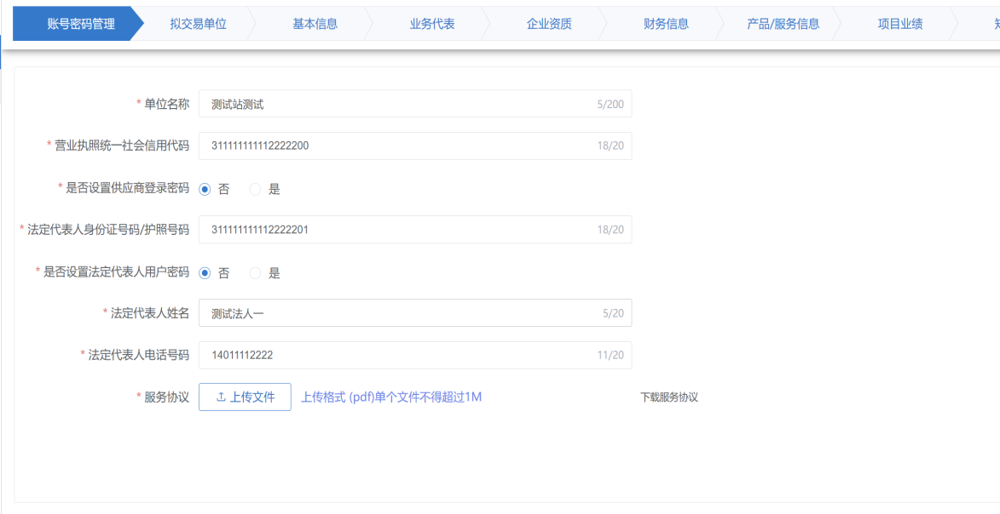 账号密码管理 拟交易单位 基本信息 业务代表 企业资质 财务信息 产品/服务信息 项目业绩
* 单位名称 测试站测试 5/200
* 营业执照统一社会信用代码 311111111112222200 18/20
* 是否设置供应商登录密码 否 是
* 法定代表人身份证号码/护照号码 311111111112222201 18/20
* 是否设置法定代表人用户密码 否 是
* 法定代表人姓名 测试法人一 5/20
* 法定代表人电话号码 14011112222 11/20
* 服务协议 上传文件 上传格式 (pdf)单个文件不得超过1M 下载服务协议